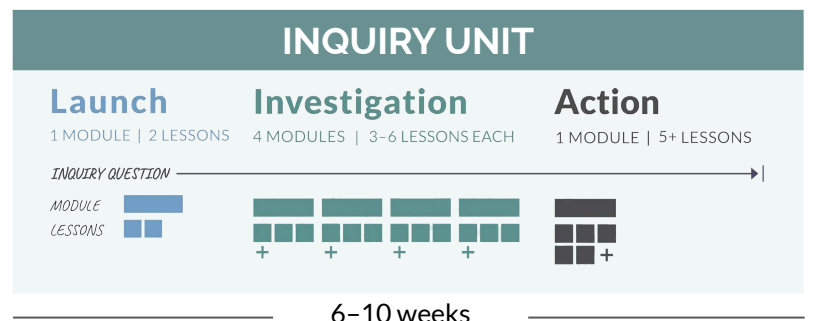 INQUIRY UNIT
Launch
1 MODULE | 2 LESSONS
Investigation
4 MODULES | 3–6 LESSONS EACH
Action
1 MODULE | 5+ LESSONS
INQUIRY QUESTION
MODULE
LESSONS
+ + + +
+
6–10 weeks